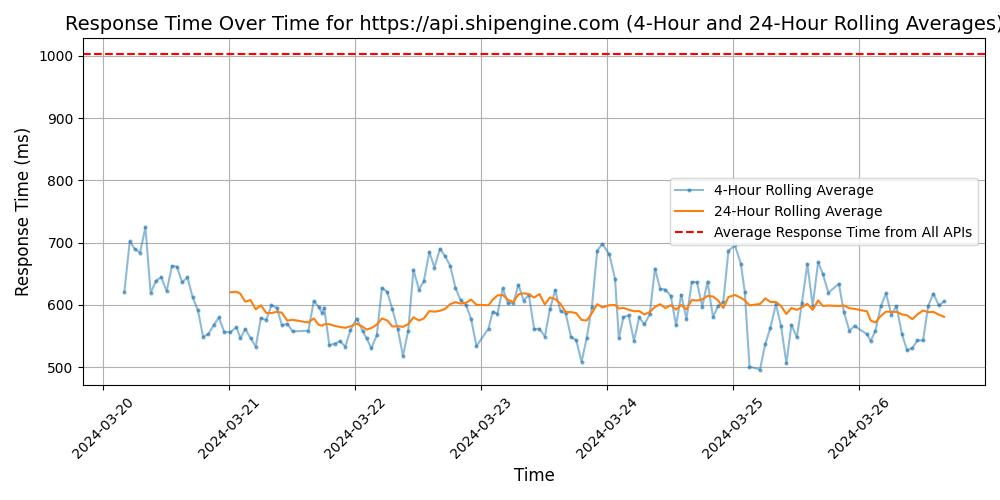 Response Time Over Time for https://api.shipengine.com (4-Hour and 24-Hour Rolling Averages)
Response Time (ms)
1000
900
800
700
600
500
4-Hour Rolling Average
24-Hour Rolling Average
Average Response Time from All APIs
2024-03-20
2024-03-21
2024-03-22
2024-03-23
2024-03-24
2024-03-25
2024-03-26
Time